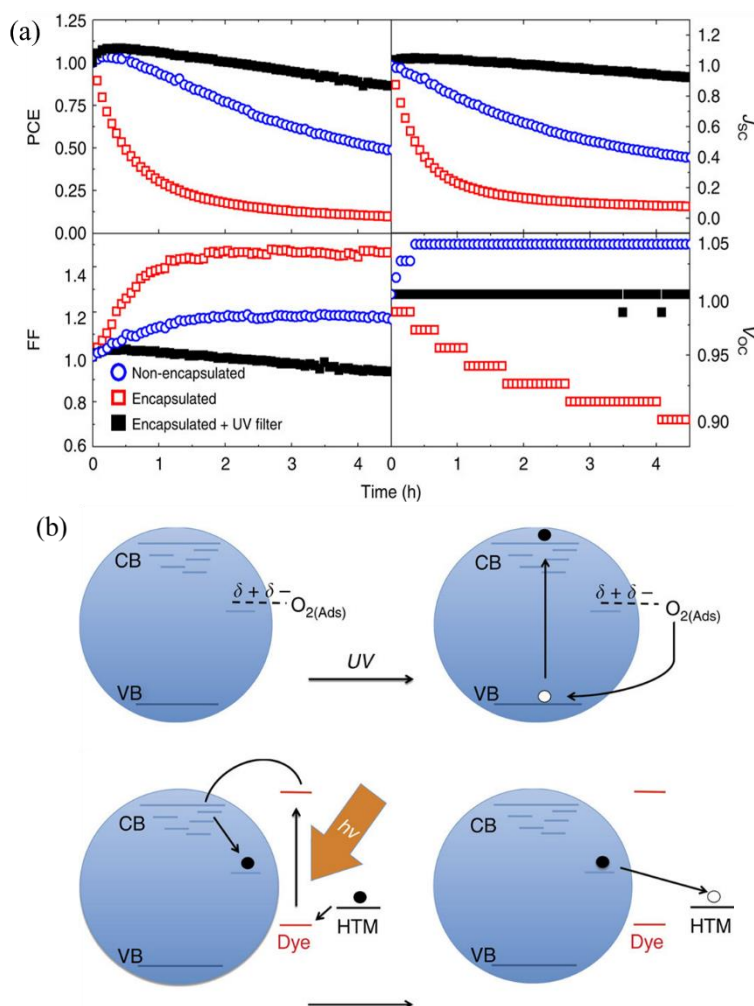 (a)
1.25
1.00
0.75
0.50
0.25
0.00
PCE
1.2
1.0
0.8
0.6
0.4
0.2
0.0
J_SC
1.4
1.2
1.0
0.8
0.6
FF
Non-encapsulated
Encapsulated
Encapsulated + UV filter
1.05
1.00
0.95
0.90
V_OC
0 1 2 3 4
0 1 2 3 4
Time (h)
(b)
CB
δ + δ −
O2(Ads)
VB
UV
CB
δ + δ −
O2(Ads)
VB
CB
hv
VB
Dye
HTM
CB
VB
Dye
HTM